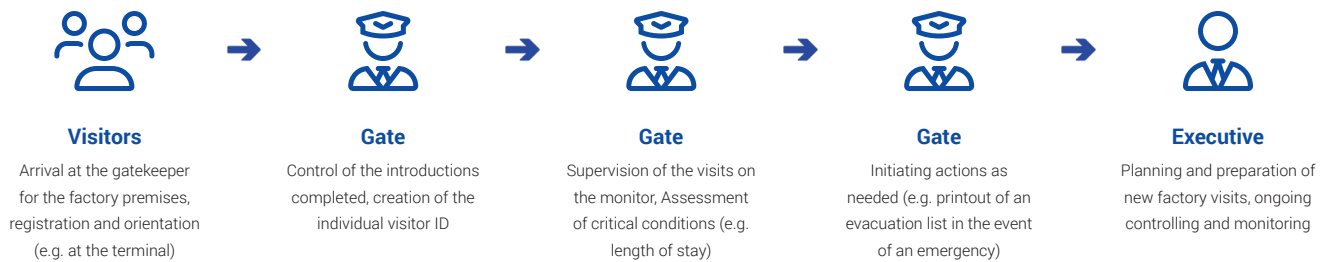 Visitors
Arrival at the gatekeeper
for the factory premises,
registration and orientation
(e.g. at the terminal)
Gate
Control of the introductions
completed, creation of the
individual visitor ID
Gate
Supervision of the visits on
the monitor, Assessment
of critical conditions (e.g.
length of stay)
Gate
Initiating actions as
needed (e.g. printout of an
evacuation list in the event
of an emergency)
Executive
Planning and preparation of
new factory visits, ongoing
controlling and monitoring